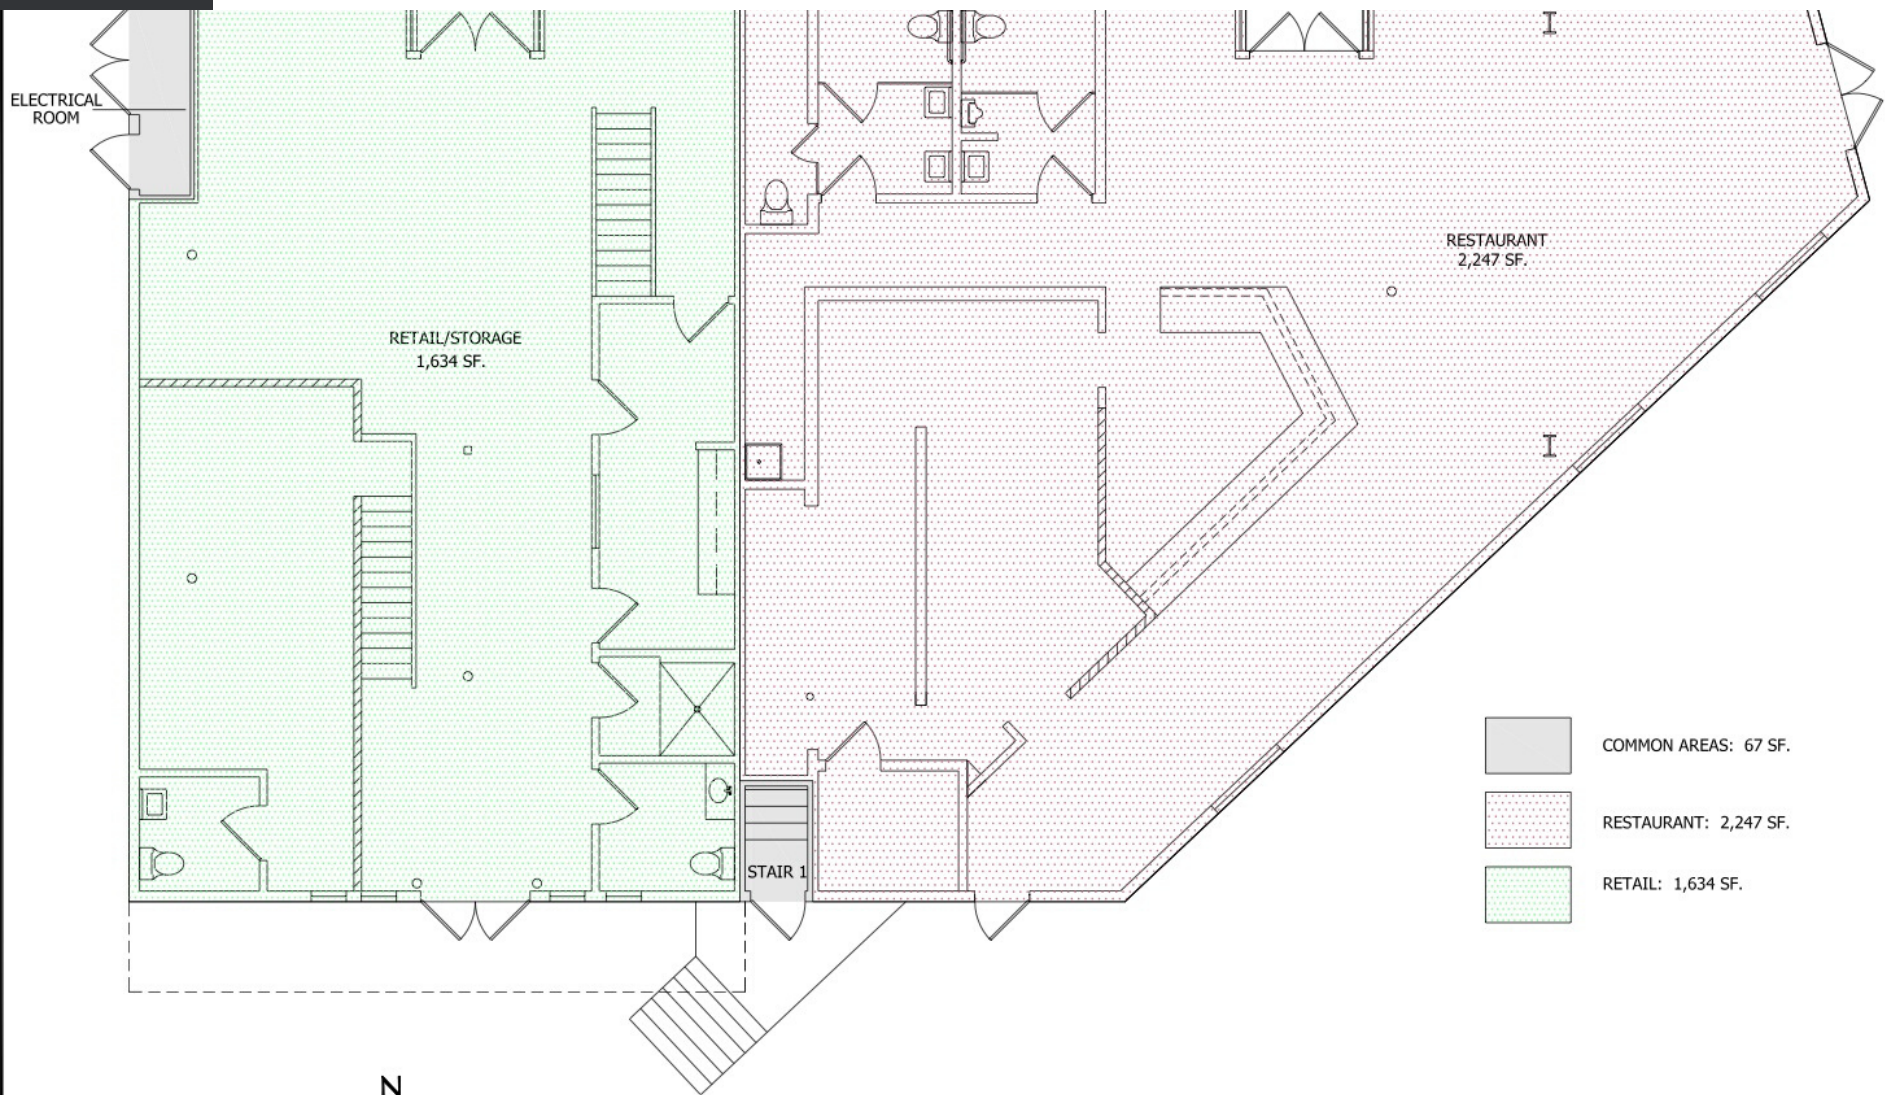 ELECTRICAL
ROOM
RESTAURANT
2,247 SF.
RETAIL/STORAGE
1,634 SF.
COMMON AREAS: 67 SF.
RESTAURANT: 2,247 SF.
STAIR 1
RETAIL: 1,634 SF.
N